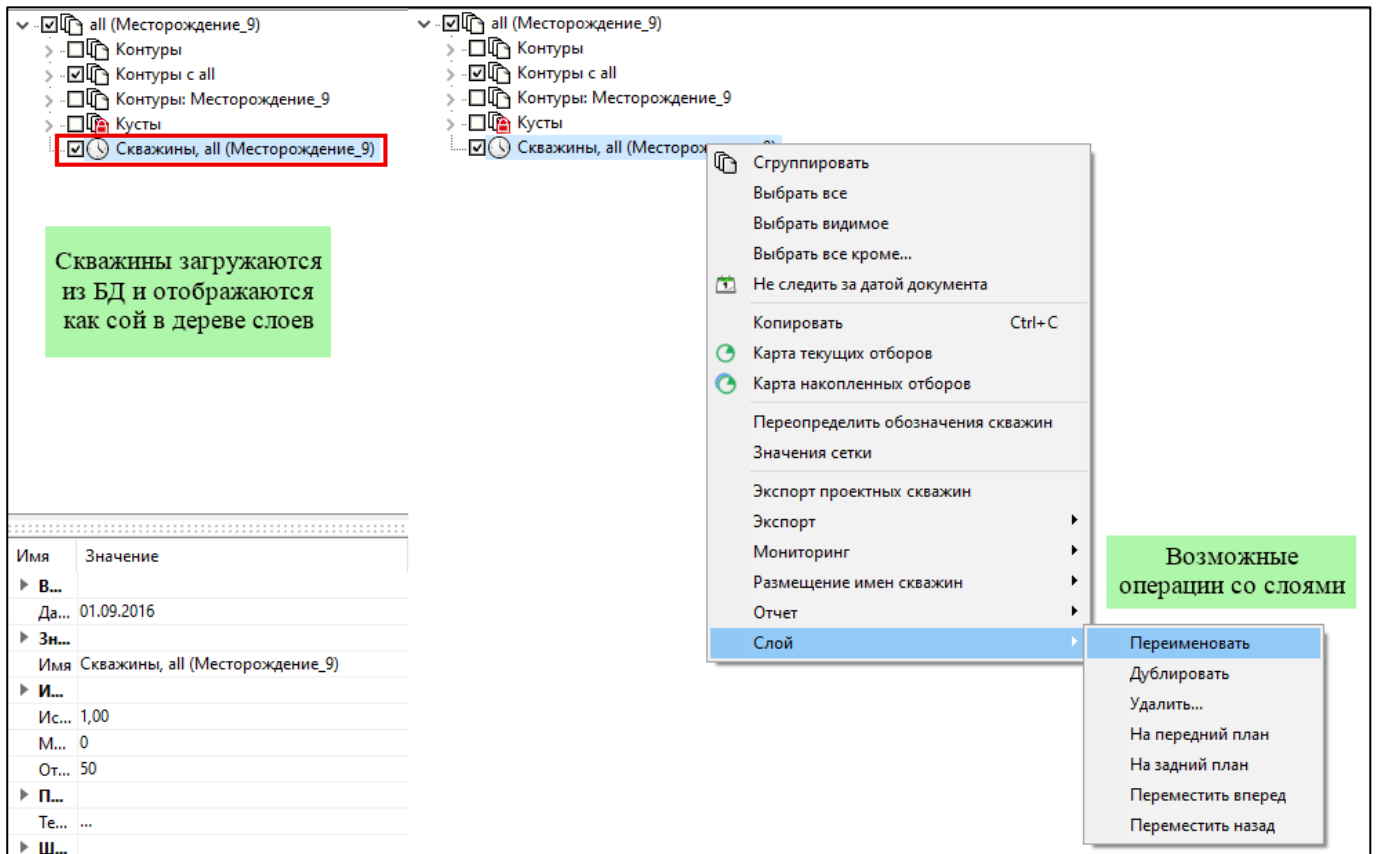 all (Месторождение_9)
Контуры
Контуры с all
Контуры: Месторождение_9
Кусты
Скважины, all (Месторождение_9)
Скважины загружаются
из БД и отображаются
как сой в дереве слоев
Имя Значение
В...
Да... 01.09.2016
Зн...
Имя Скважины, all (Месторождение_9)
И...
Ис... 1,00
М... 0
От... 50
П...
Те... ...
Ш...
all (Месторождение_9)
Контуры
Контуры с all
Контуры: Месторождение_9
Кусты
Скважины, all (Месторож
Сгруппировать
Выбрать все
Выбрать видимое
Выбрать все кроме...
Не следить за датой документа
Копировать Ctrl+C
Карта текущих отборов
Карта накопленных отборов
Переопределить обозначения скважин
Значения сетки
Экспорт проектных скважин
Экспорт
Мониторинг
Размещение имен скважин
Отчет
Слой
Возможные
операции со слоями
Переименовать
Дублировать
Удалить...
На передний план
На задний план
Переместить вперед
Переместить назад